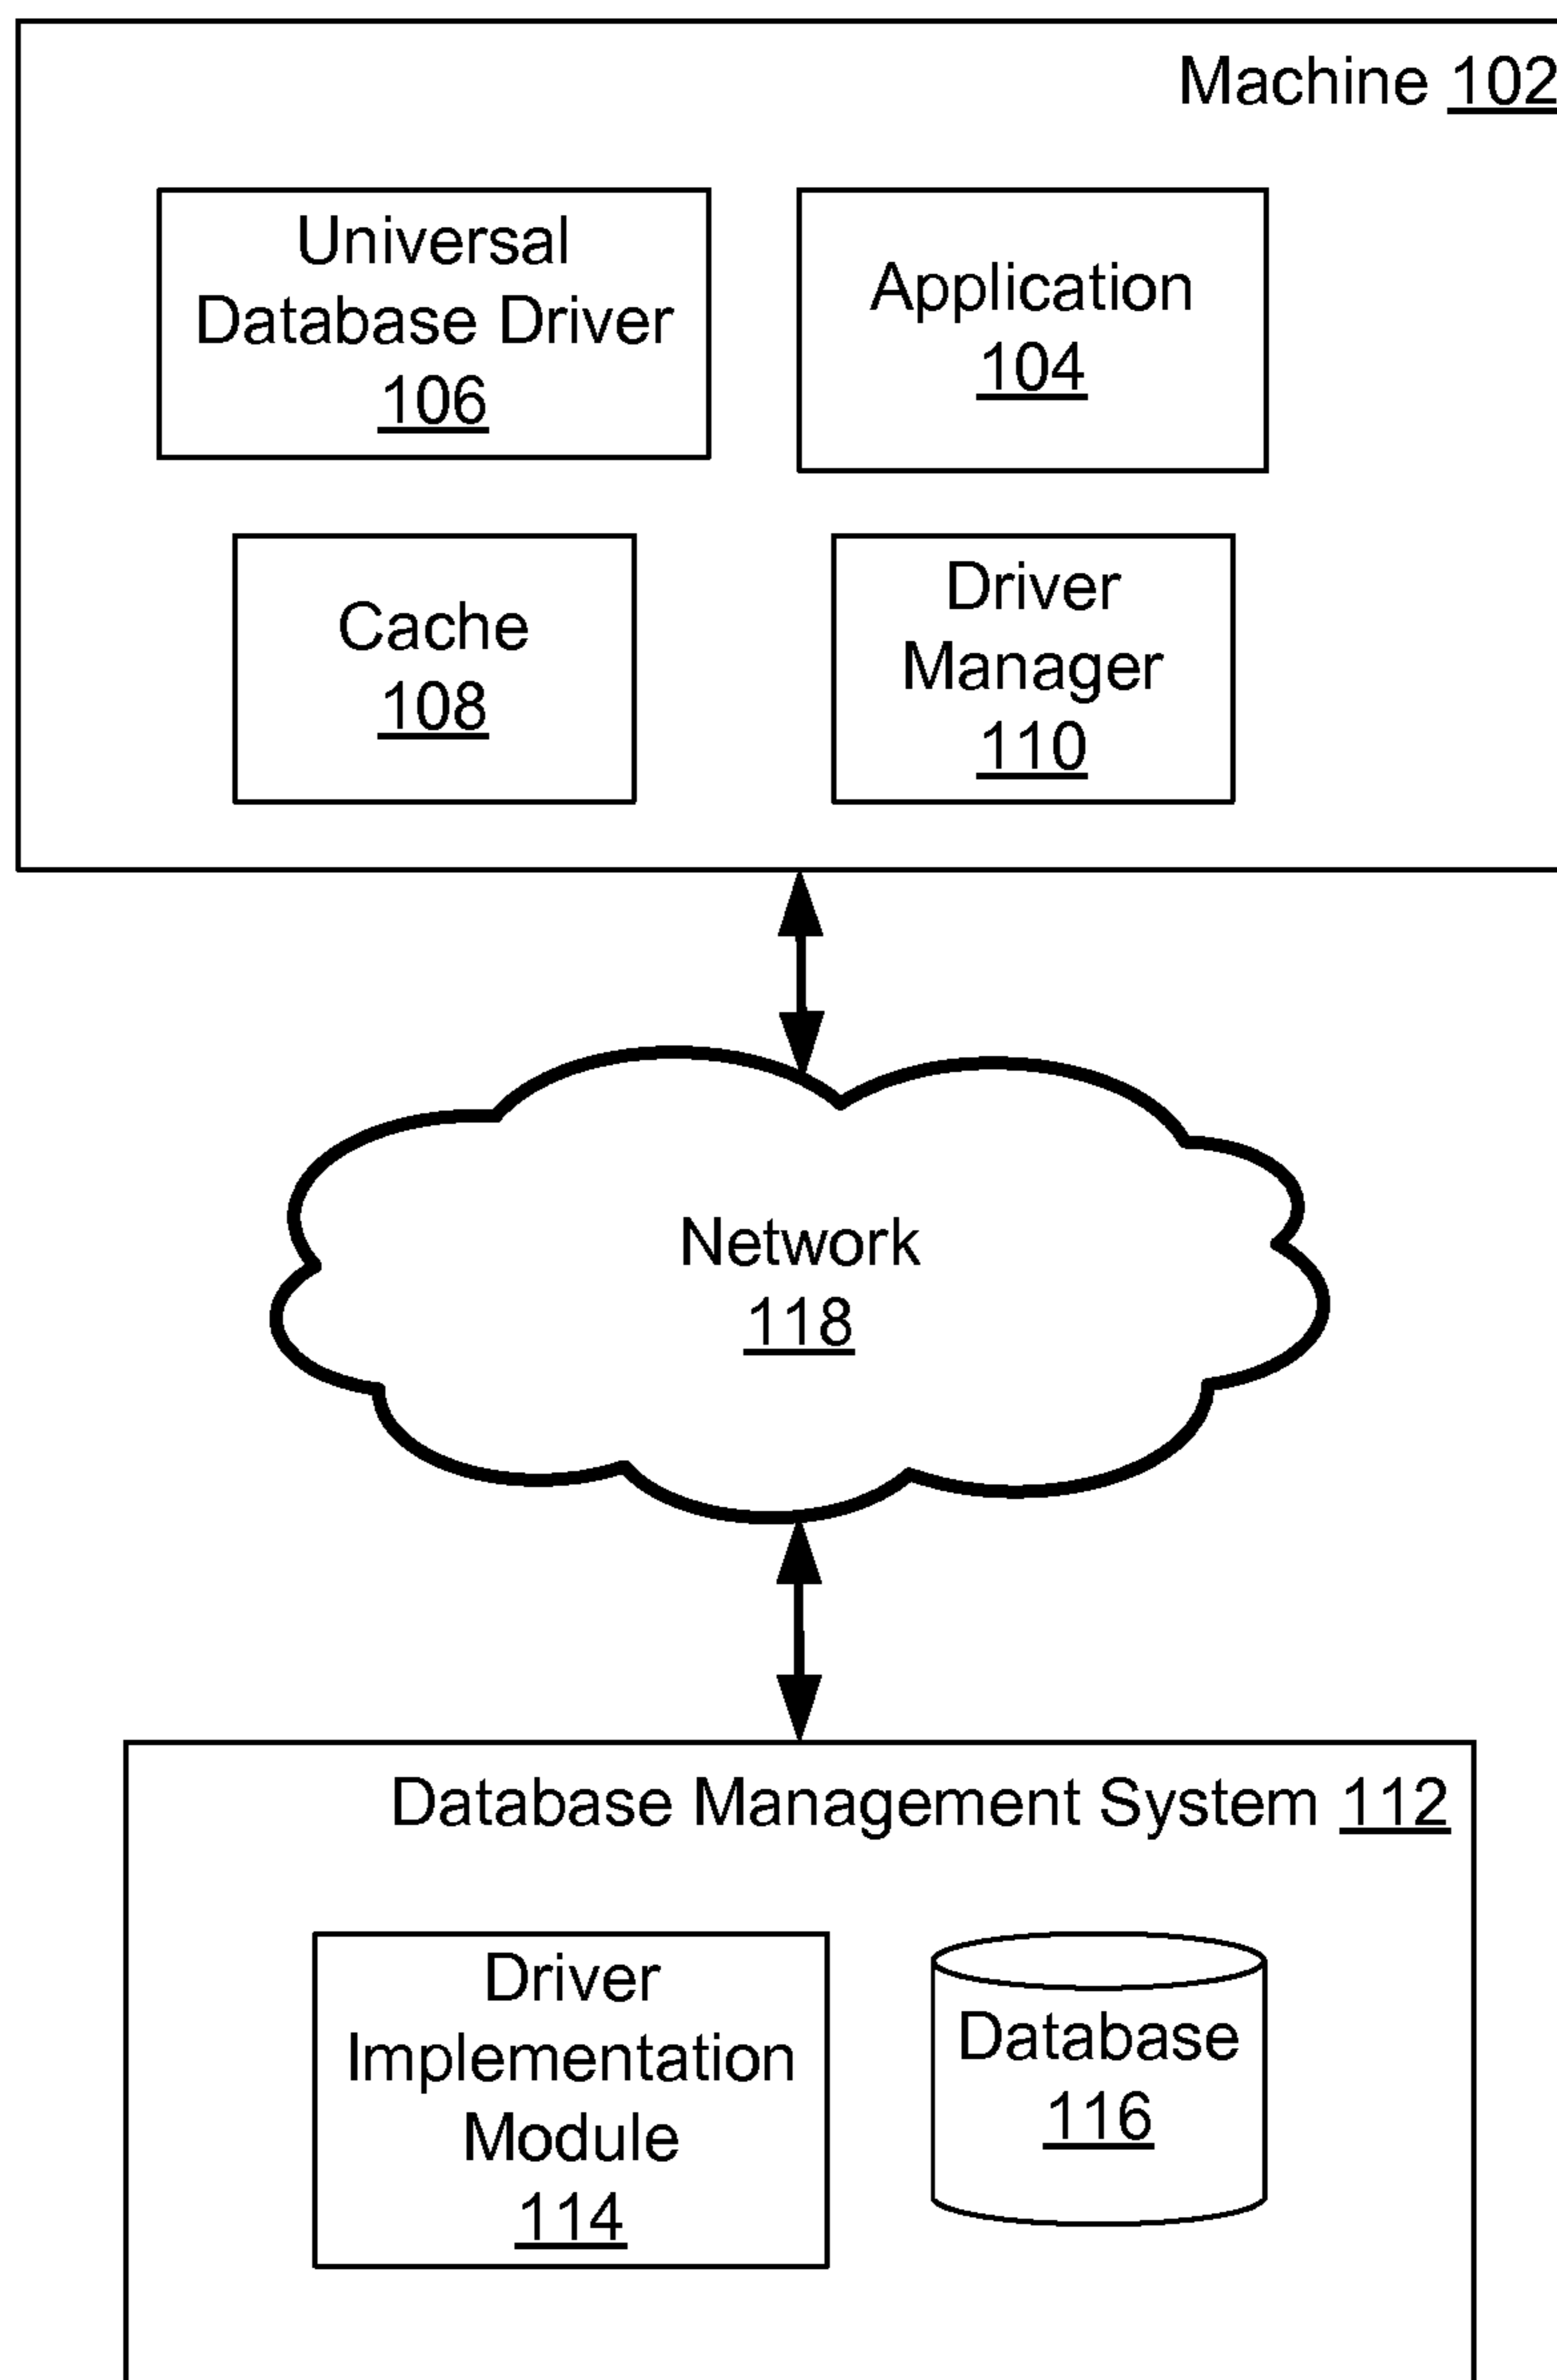 Machine 102
Universal
Database Driver
106
Application
104
Cache
108
Driver
Manager
110
Network
118
Database Management System 112
Driver
Implementation
Module
114
Database
116